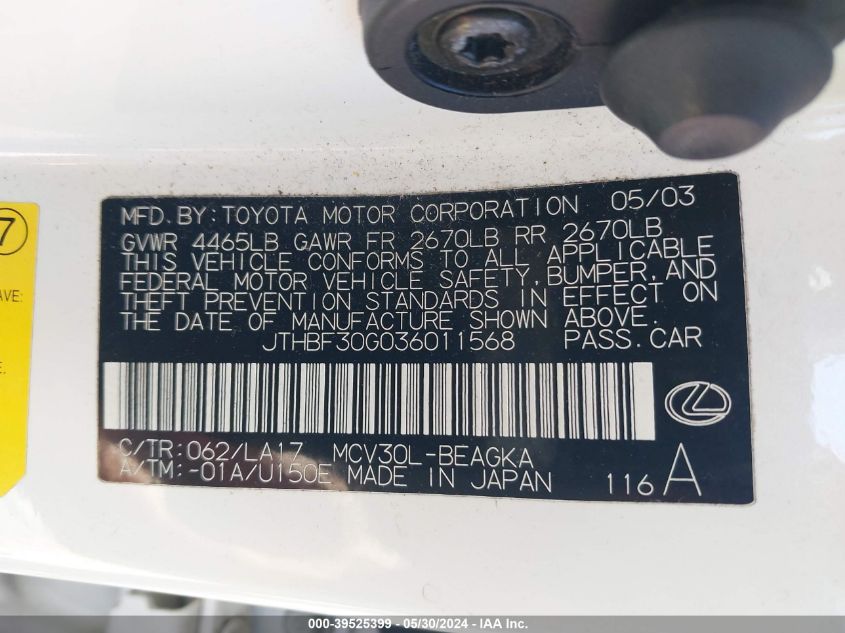 MFD. BY: TOYOTA MOTOR CORPORATION 05/03
GVWR 4465LB GAWR FR 2670LB RR 2670LB
THIS VEHICLE CONFORMS TO ALL APPLICABLE
FEDERAL MOTOR VEHICLE SAFETY, BUMPER, AND
THEFT PREVENTION STANDARDS IN EFFECT ON
THE DATE OF MANUFACTURE SHOWN ABOVE.
JTHBF30G036011568 PASS. CAR
C/TR: 062/LA17 MCV30L-BEAGKA
A/TM: -01A/U150E MADE IN JAPAN
116 A
7
AVE:
E.
000-39525399 - 05/30/2024 - IAA Inc.